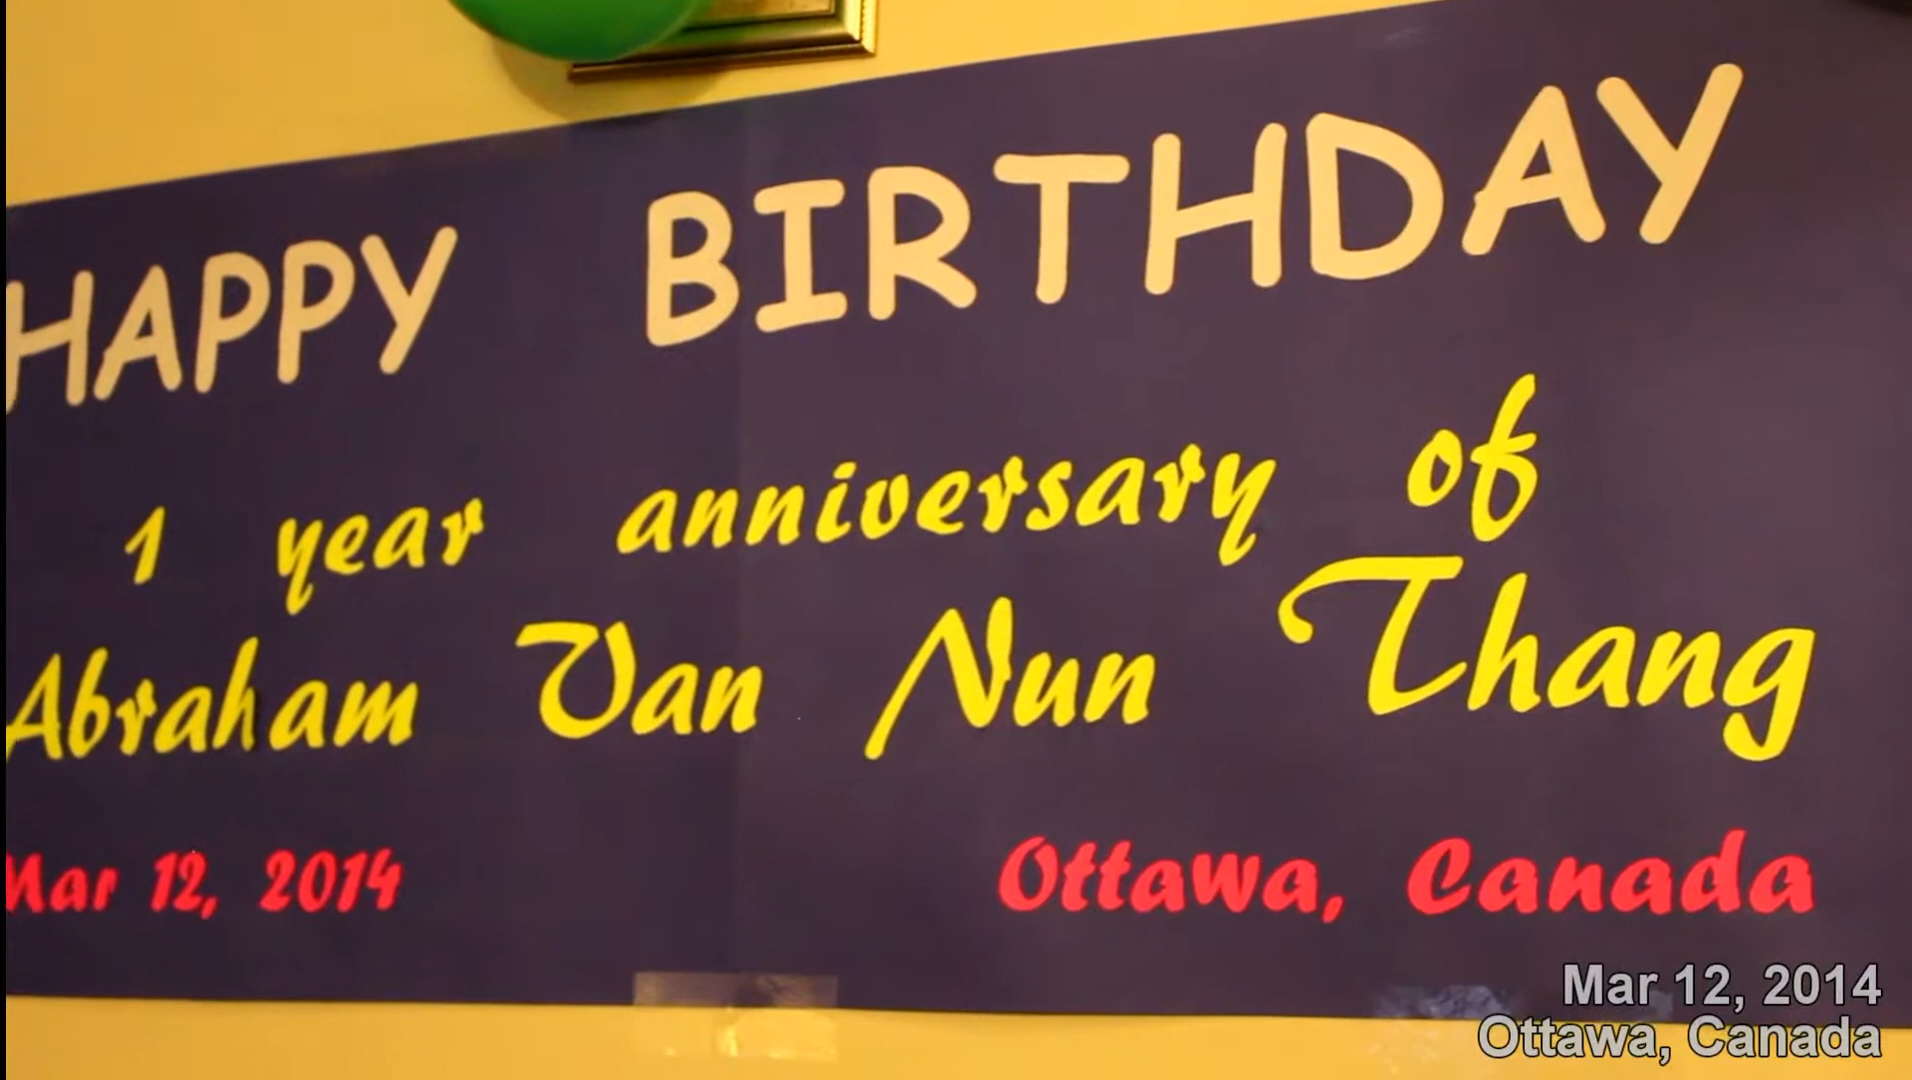 HAPPY BIRTHDAY
1 year anniversary of
Abraham Van Nun Thang
Mar 12, 2014 Ottawa, Canada
Mar 12, 2014
Ottawa, Canada